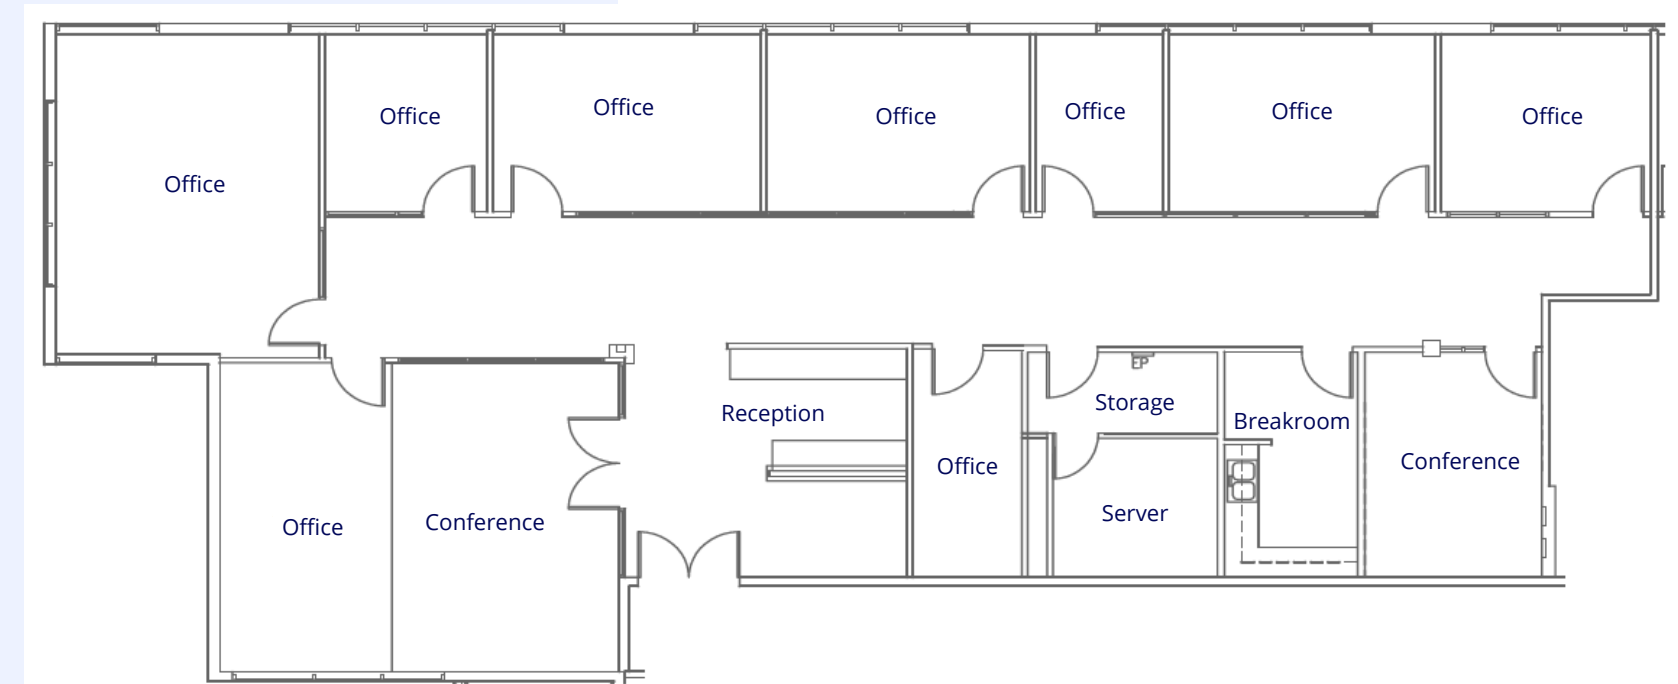 Office
Office
Office
Office
Office
Office
Office
Reception
Storage
Breakroom
Office
Conference
Office
Conference
Server